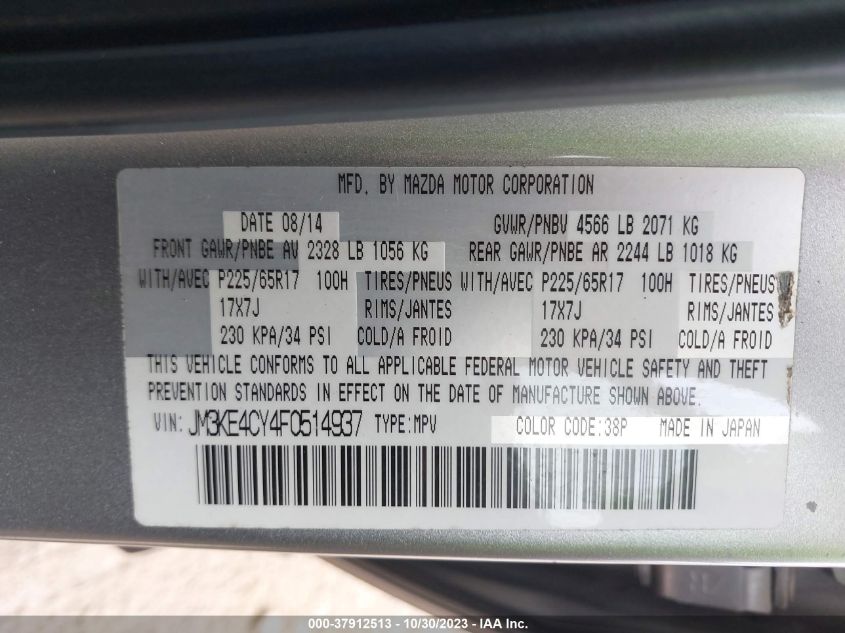 MFD. BY MAZDA MOTOR CORPORATION
DATE 08/14 GVWR/PNBV 4566 LB 2071 KG
FRONT GAWR/PNBE AV 2328 LB 1056 KG REAR GAWR/PNBE AR 2244 LB 1018 KG
WITH/AVEC P225/65R17 100H TIRES/PNEUS WITH/AVEC P225/65R17 100H TIRES/PNEUS
17X7J RIMS/JANTES 17X7J RIMS/JANTES
230 KPA/34 PSI COLD/A FROID 230 KPA/34 PSI COLD/A FROID
THIS VEHICLE CONFORMS TO ALL APPLICABLE FEDERAL MOTOR VEHICLE SAFETY AND THEFT
PREVENTION STANDARDS IN EFFECT ON THE DATE OF MANUFACTURE SHOWN ABOVE.
VIN: JM3KE4CY4F0514937 TYPE:MPV COLOR CODE:38P MADE IN JAPAN
000-37912513 - 10/30/2023 - IAAI.com